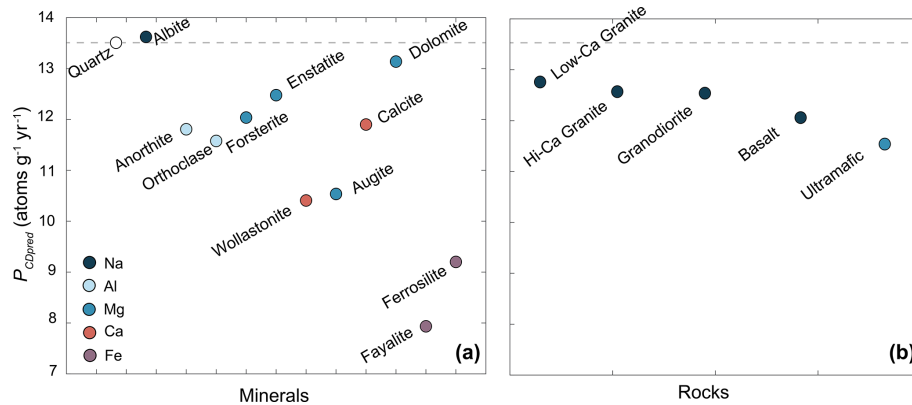 14
13
12
11
10
9
8
7
P_CDpred (atoms g⁻¹ yr⁻¹)
Quartz
Albite
Anorthite
Orthoclase
Forsterite
Enstatite
Wollastonite
Augite
Calcite
Dolomite
Fayalite
Ferrosilite
Na
Al
Mg
Ca
Fe
(a)
Minerals
Low-Ca Granite
Hi-Ca Granite
Granodiorite
Basalt
Ultramafic
(b)
Rocks